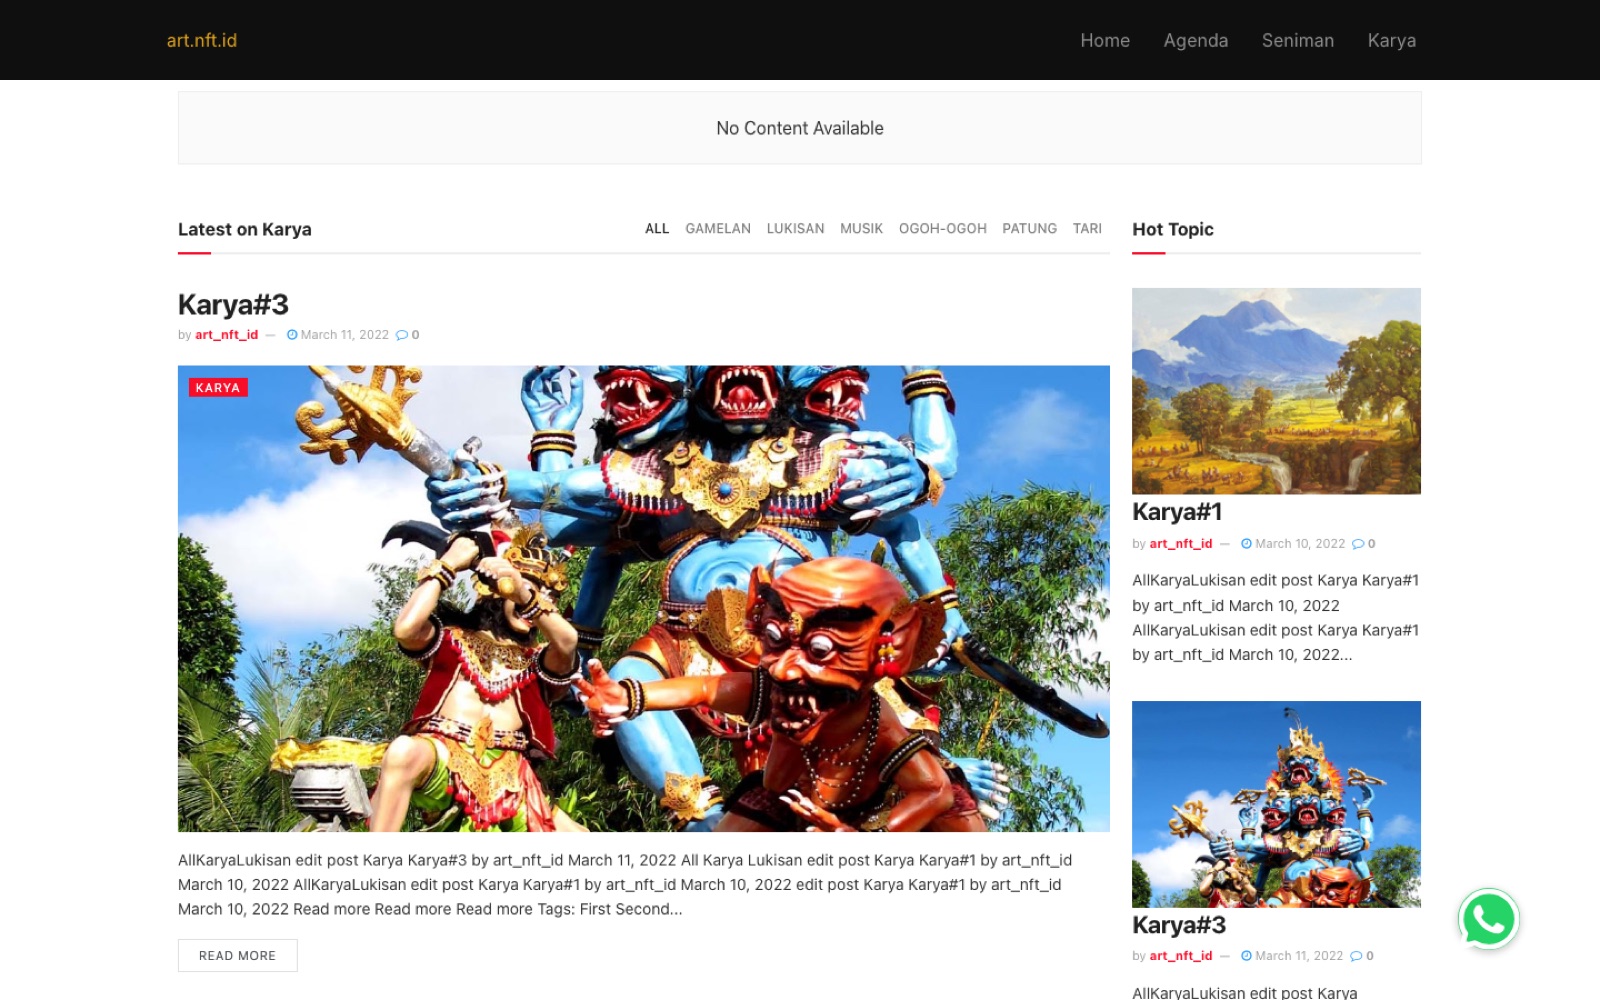 art.nft.id
Home Agenda Seniman Karya
No Content Available
Latest on Karya
ALL GAMELAN LUKISAN MUSIK OGOH-OGOH PATUNG TARI
Karya#3
by art_nft_id — March 11, 2022 0
KARYA
AllKaryaLukisan edit post Karya Karya#3 by art_nft_id March 11, 2022 All Karya Lukisan edit post Karya Karya#1 by art_nft_id
March 10, 2022 AllKaryaLukisan edit post Karya Karya#1 by art_nft_id March 10, 2022 edit post Karya Karya#1 by art_nft_id
March 10, 2022 Read more Read more Read more Tags: First Second...
READ MORE
Hot Topic
Karya#1
by art_nft_id — March 10, 2022 0
AllKaryaLukisan edit post Karya Karya#1
by art_nft_id March 10, 2022
AllKaryaLukisan edit post Karya Karya#1
by art_nft_id March 10, 2022...
Karya#3
by art_nft_id — March 11, 2022 0
AllKaryaLukisan edit post Karya